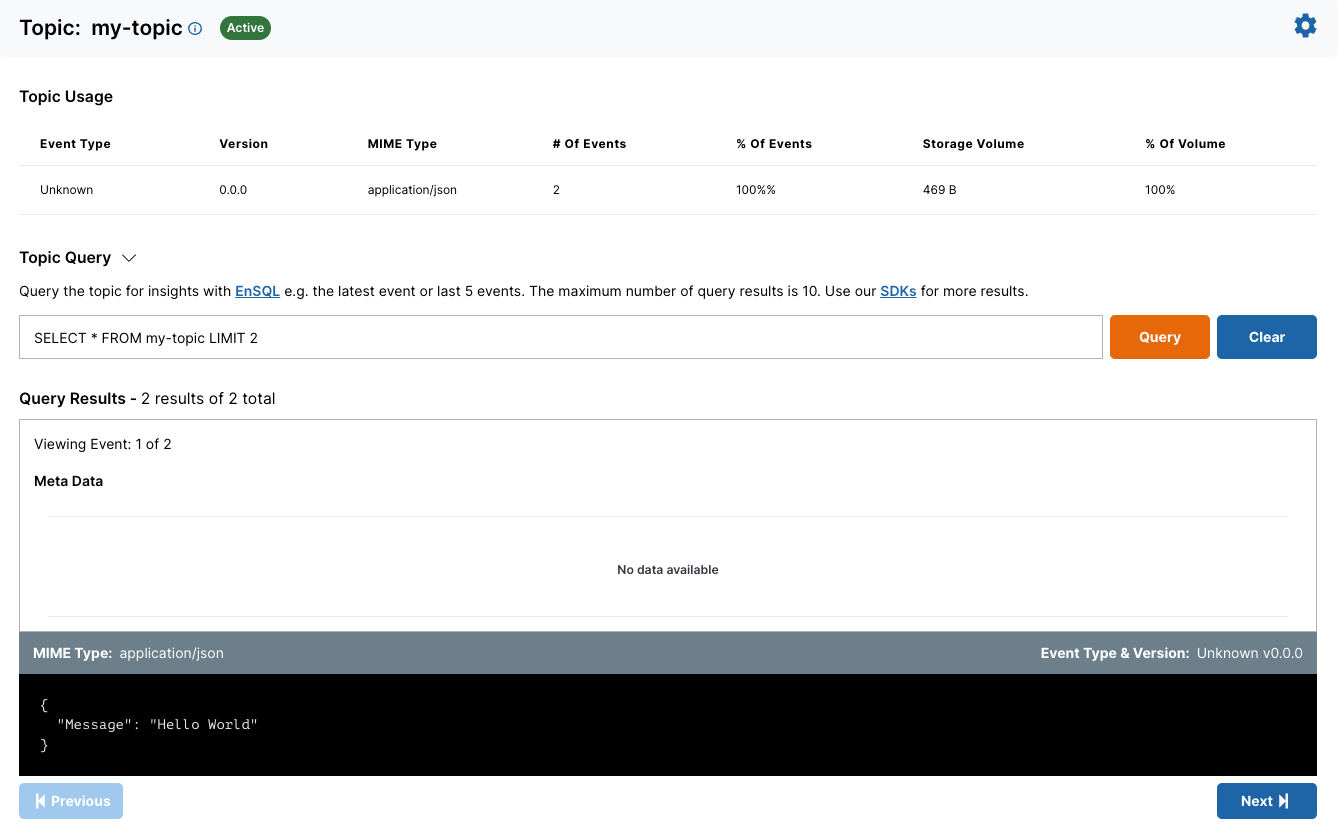 Topic: my-topic Active
Topic Usage
Event Type Version MIME Type # Of Events % Of Events Storage Volume % Of Volume
Unknown 0.0.0 application/json 2 100%% 469 B 100%
Topic Query
Query the topic for insights with EnSQL e.g. the latest event or last 5 events. The maximum number of query results is 10. Use our SDKs for more results.
SELECT * FROM my-topic LIMIT 2 Query Clear
Query Results - 2 results of 2 total
Viewing Event: 1 of 2
Meta Data
No data available
MIME Type: application/json Event Type & Version: Unknown v0.0.0
{
"Message": "Hello World"
}
Previous Next